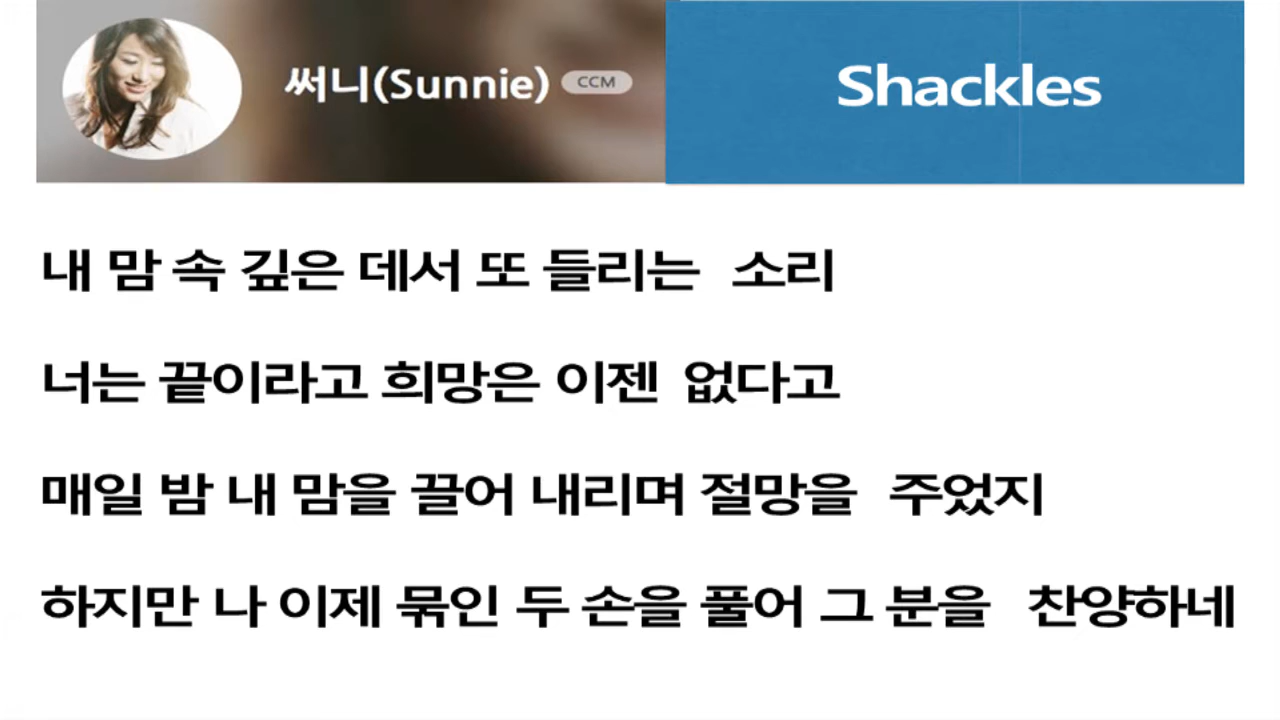 써니(Sunnie) CCM
Shackles
내 맘 속 깊은 데서 또 들리는 소리
너는 끝이라고 희망은 이젠 없다고
매일 밤 내 맘을 끌어 내리며 절망을 주었지
하지만 나 이제 묶인 두 손을 풀어 그 분을 찬양하네